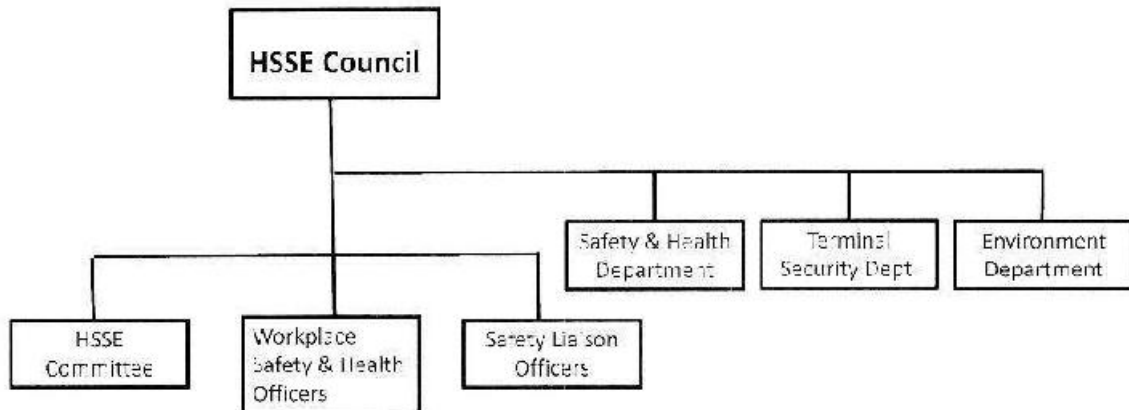 HSSE Council
Safety & Health
Department
Terminal
Security Dept
Environment
Department
HSSE
Committee
Workplace
Safety & Health
Officers
Safety Liaison
Officers